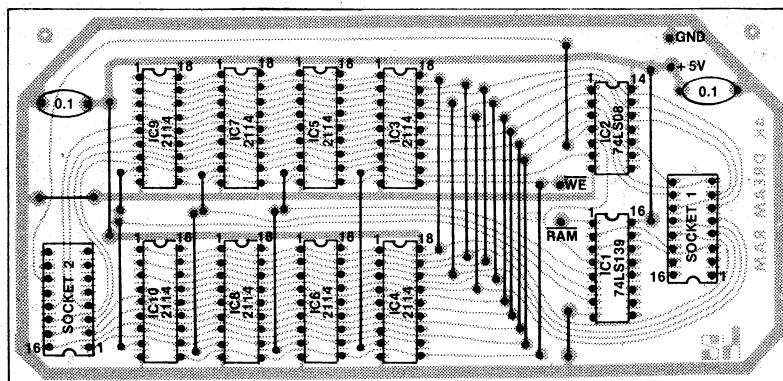 GND
+ 5V
0.1
0.1
1 18
1 18
1 18
1 18
1 14
IC9
2114
IC7
2114
IC5
2114
IC3
2114
IC2
74LS08
WE
RAM
4K DREAM RAM
SOCKET 1
16 1
1 16
IC1
74LS139
1 18
1 18
1 18
1 18
IC10
2114
IC8
2114
IC6
2114
IC4
2114
SOCKET 2
16 1